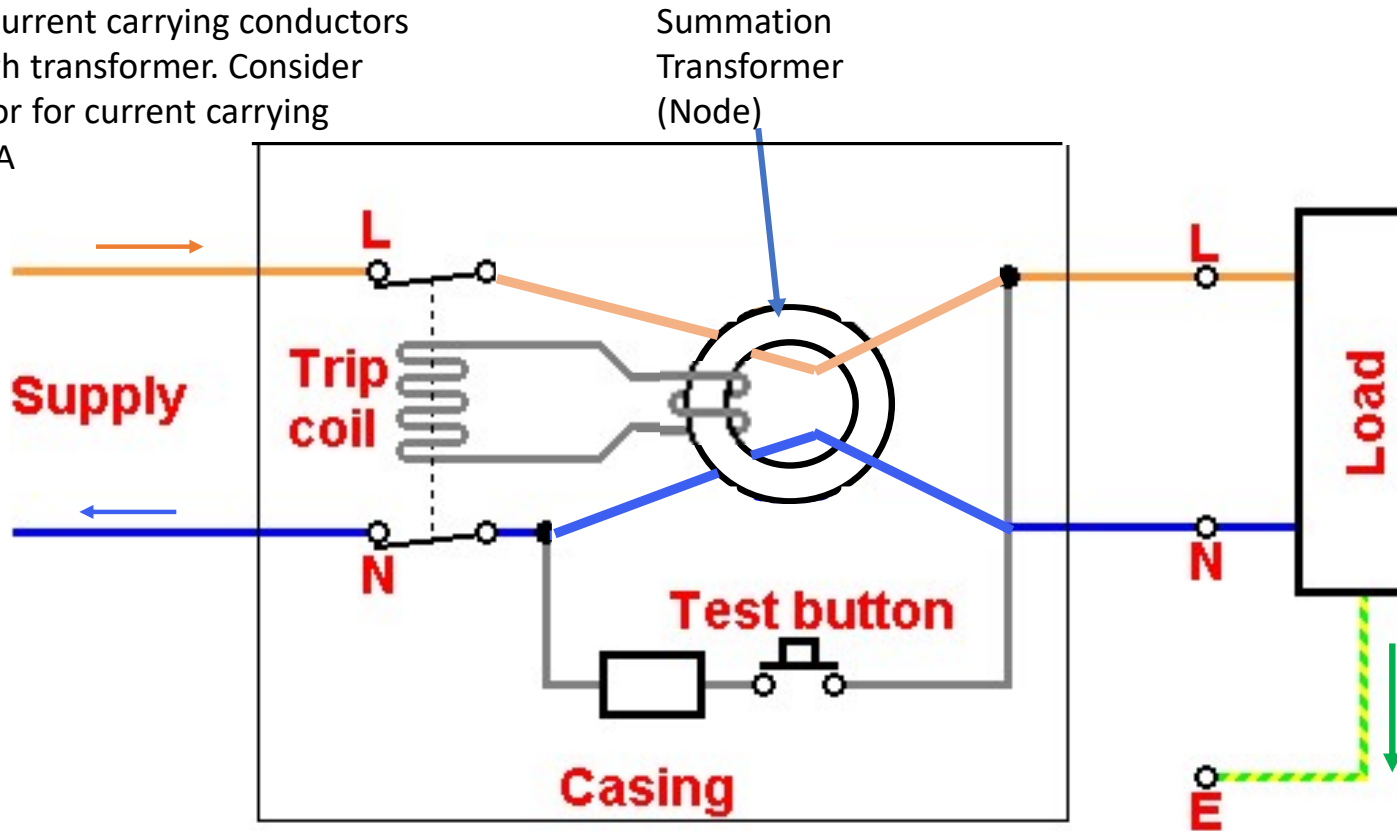 urrent carrying conductors
h transformer. Consider
or for current carrying
A
Summation
Transformer
(Node)
L
L
Trip
coil
Supply
Load
N
N
Test button
Casing
E